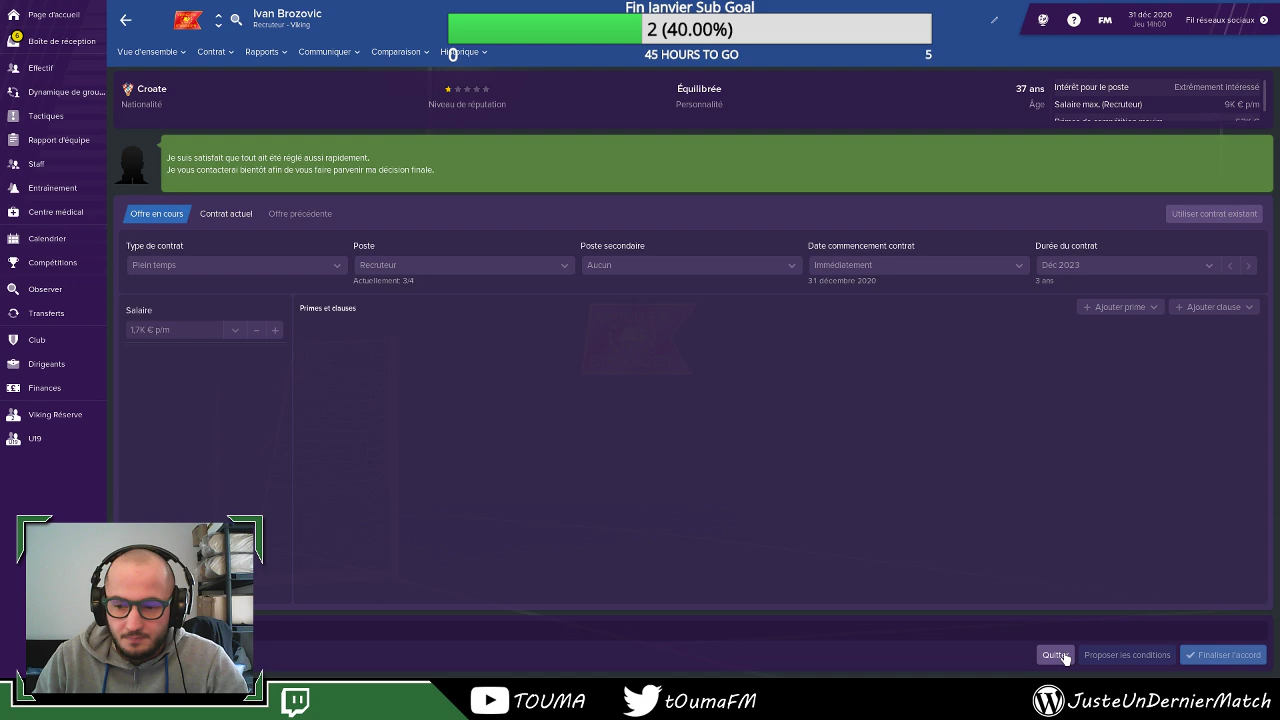 Fin Janvier Sub Goal
2 (40.00%)
0
45 HOURS TO GO
5
Ivan Brozovic
Recruteur - Viking
FM
31 déc 2020
Jeu 14h00
Fil réseaux sociaux
Vue d'ensemble
Contrat
Rapports
Communiquer
Comparaison
Historique
Page d'accueil
6
Boîte de réception
Effectif
Dynamique de grou...
Tactiques
Rapport d'équipe
Staff
Entraînement
Centre médical
Calendrier
Compétitions
Observer
Transferts
Club
Dirigeants
Finances
Viking Réserve
U19
Croate
Nationalité
Niveau de réputation
Équilibrée
Personnalité
37 ans
Âge
Intérêt pour le poste
Extrêmement intéressé
Salaire max. (Recruteur)
9K € p/m
Je suis satisfait que tout ait été réglé aussi rapidement.
Je vous contacterai bientôt afin de vous faire parvenir ma décision finale.
Offre en cours
Contrat actuel
Offre précédente
Utiliser contrat existant
Type de contrat
Poste
Poste secondaire
Date commencement contrat
Durée du contrat
Plein temps
Recruteur
Aucun
Immédiatement
Déc 2023
Actuellement: 3/4
31 décembre 2020
3 ans
Salaire
1,7K € p/m
Primes et clauses
Ajouter prime
Ajouter clause
Quitter
Proposer les conditions
Finaliser l'accord
TOUMA
tOumaFM
JusteUnDernierMatch